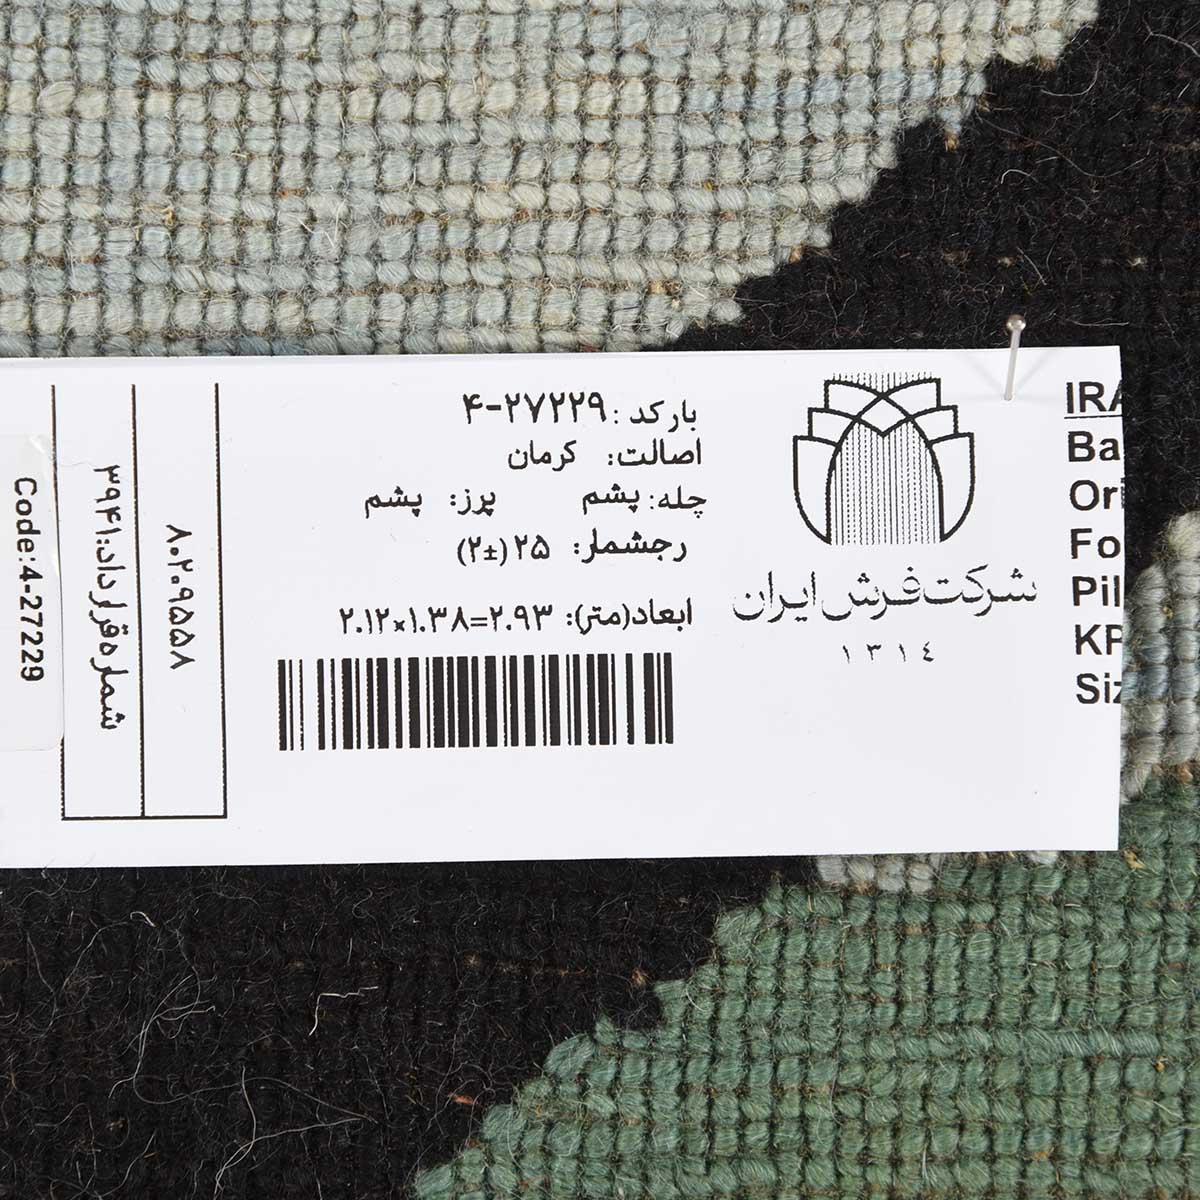 بارکد: ۴-۲۷۲۲۹
اصالت: کرمان
چله: پشم پرز: پشم
رجشمار: ۲۵(±۲)
ابعاد(متر): ۲.۱۲×۱.۳۸=۲.۹۳
شرکت فرش ایران
۱۳۱٤
شماره قرارداد:۳۹۴۱
۸۰۲۰۹۵۵۸
Code:4-27229
IRA
Ba
Ori
Fo
Pil
KP
Siz